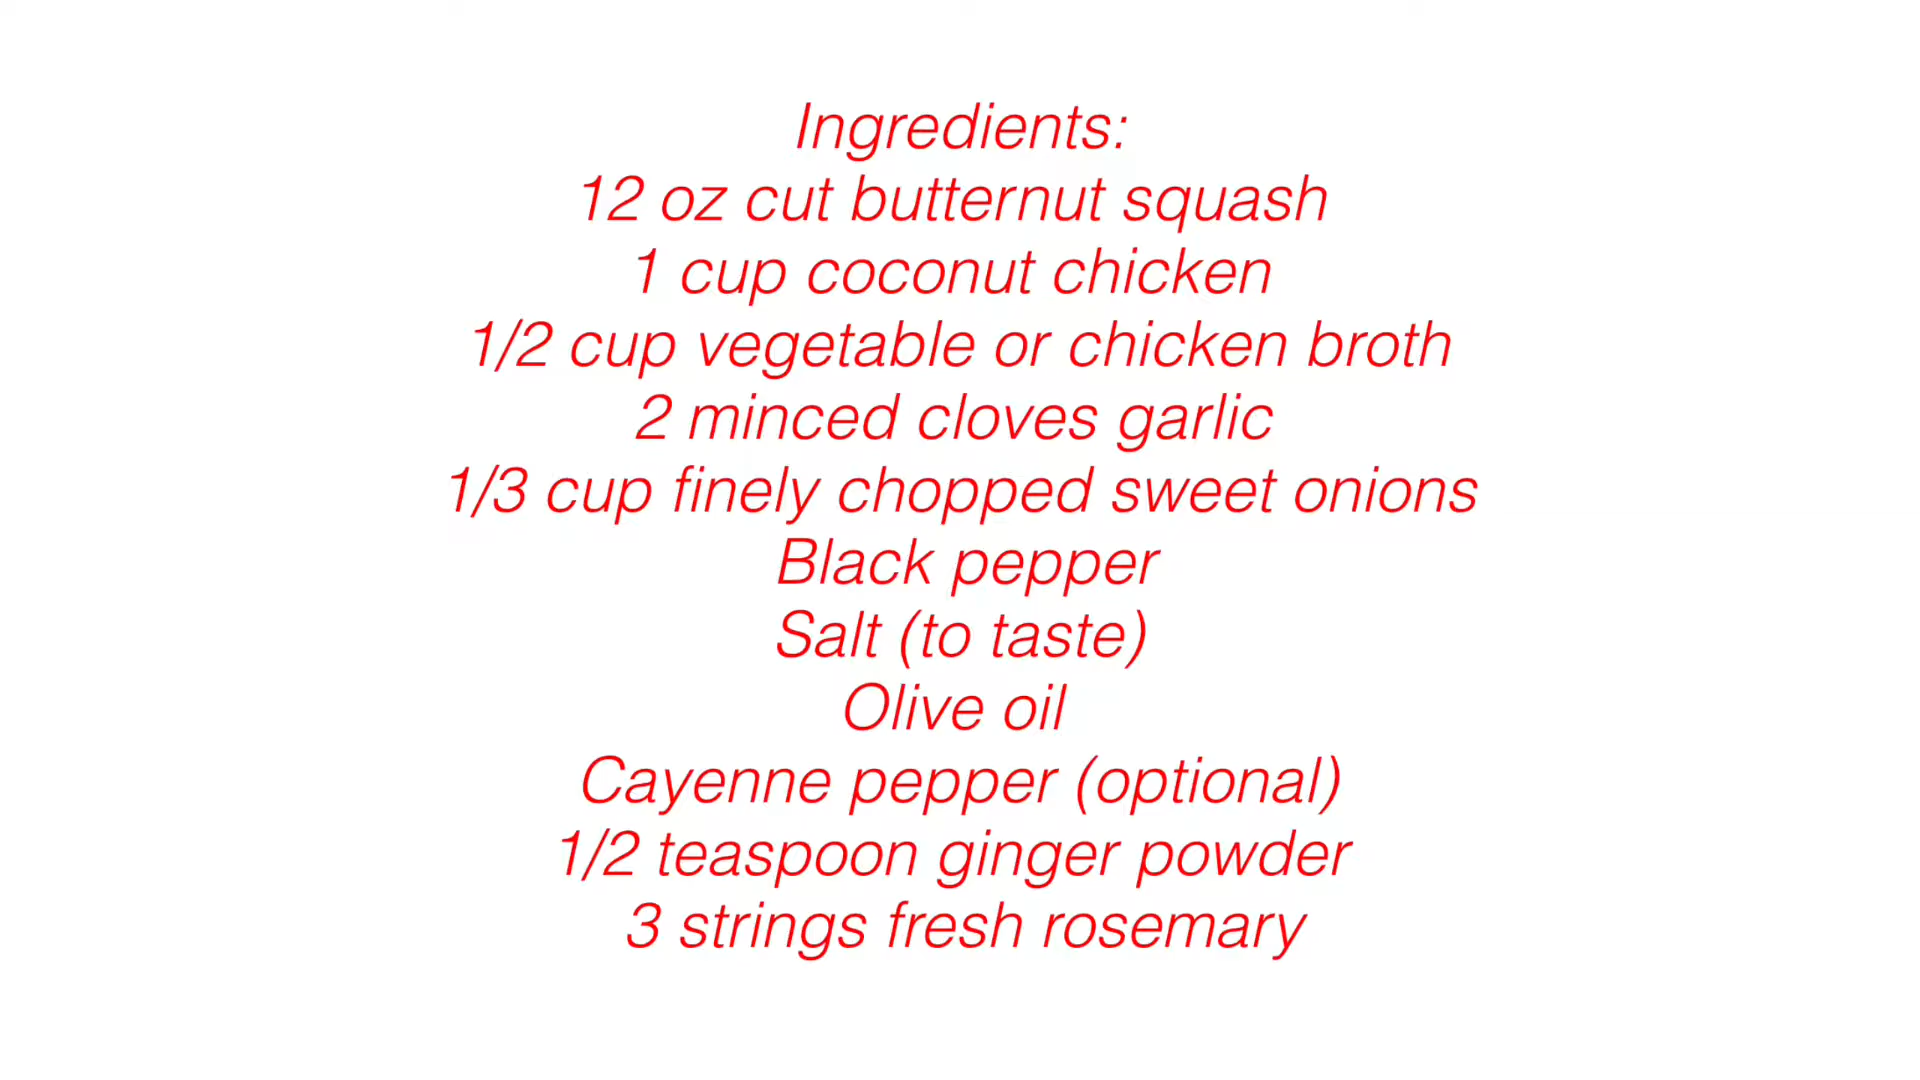 Ingredients:
12 oz cut butternut squash
1 cup coconut chicken
1/2 cup vegetable or chicken broth
2 minced cloves garlic
1/3 cup finely chopped sweet onions
Black pepper
Salt (to taste)
Olive oil
Cayenne pepper (optional)
1/2 teaspoon ginger powder
3 strings fresh rosemary